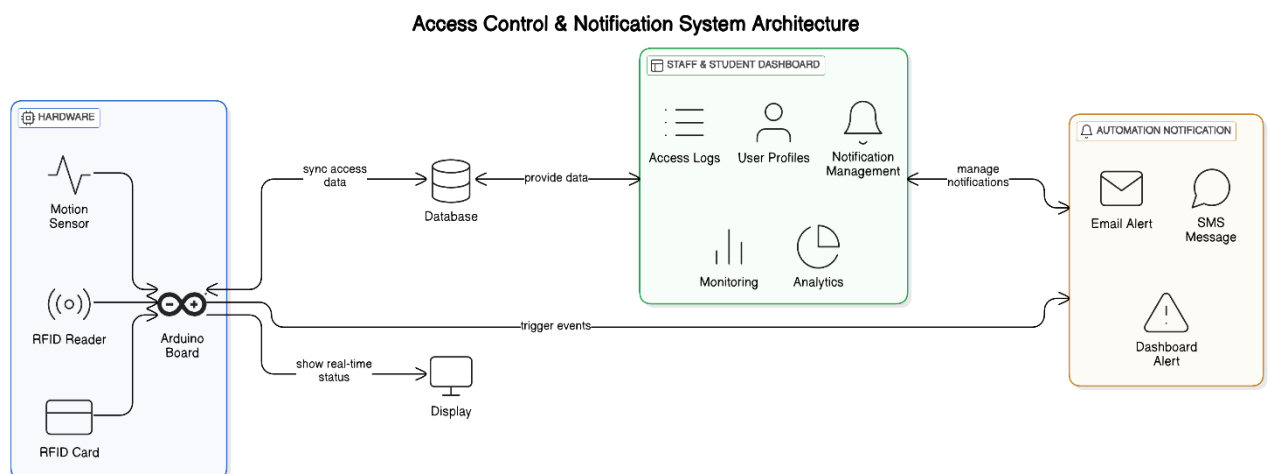 Access Control & Notification System Architecture
HARDWARE
Motion
Sensor
RFID Reader
RFID Card
Arduino
Board
sync access
data
Database
provide data
show real-time
status
Display
trigger events
STAFF & STUDENT DASHBOARD
Access Logs
User Profiles
Notification
Management
Monitoring
Analytics
manage
notifications
AUTOMATION NOTIFICATION
Email Alert
SMS
Message
Dashboard
Alert